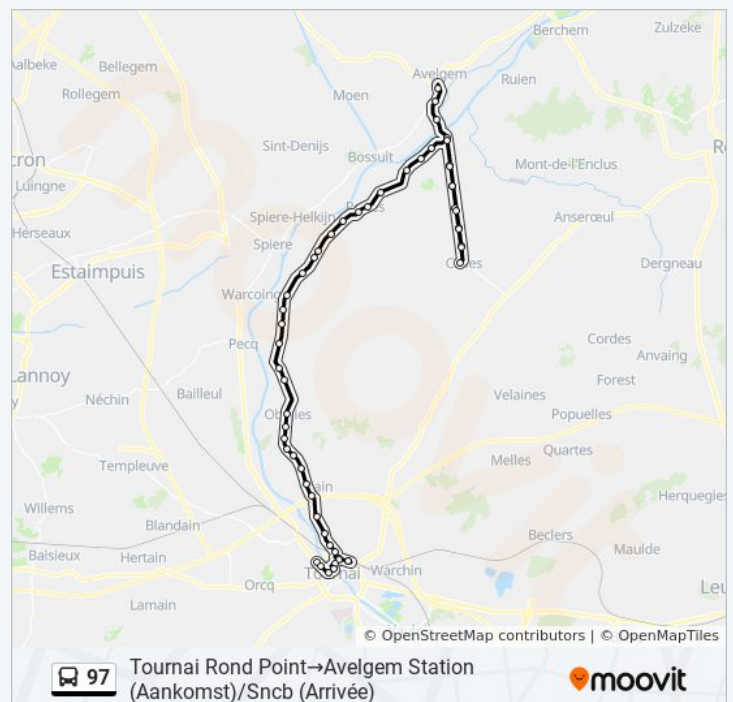 Berchem
Zulzeke
Bellegem
Aalbeke
Avelgem
Ruien
Rollegem
Moen
Sint-Denijs
cron
Bossuit
Mont-de-l'Enclus
Luingne
Spiere-Helkijn
Anserœul
Herseaux
Spiere
Estaimpuis
Dergneau
Warcoing
Cordes
Pecq
Anvaing
Lannoy
Forest
Bailleul
Velaines
Néchin
Popuelles
Quartes
Templeuve
Melles
Herquegies
Willems
Blandain
Beclers
Baisieux
Hertain
Maulde
Warchin
Orcq
Leu
Lamain
moovit
© OpenStreetMap contributors | © OpenMapTiles
97
Tournai Rond Point→Avelgem Station
(Aankomst)/Sncb (Arrivée)
moovit